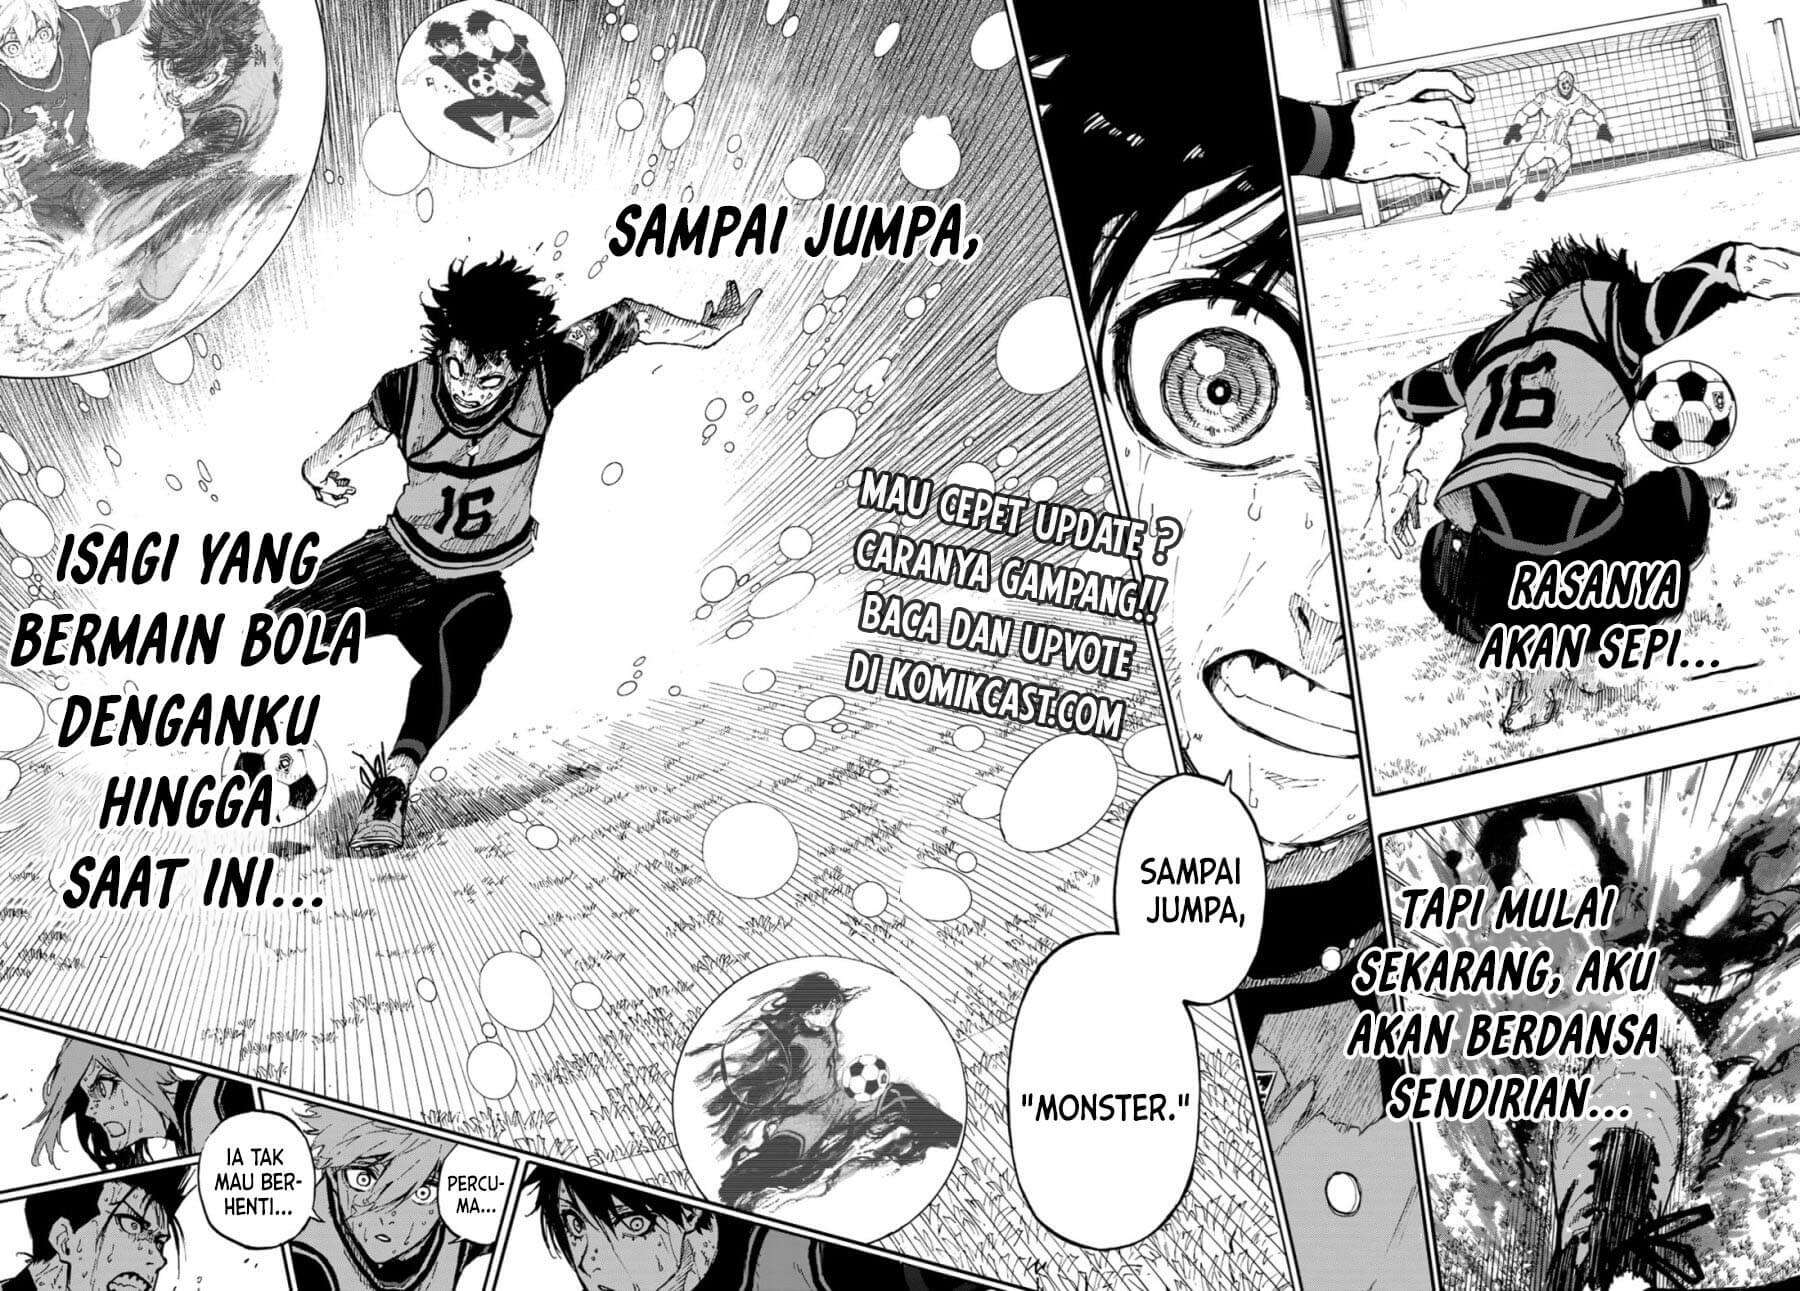 16
RASANYA
AKAN SEPI...
TAPI MULAI
SEKARANG, AKU
AKAN BERDANSA
SENDIRIAN...
SAMPAI
JUMPA,
"MONSTER."
SAMPAI JUMPA,
16
ISAGI YANG
BERMAIN BOLA
DENGANKU
HINGGA
SAAT INI...
MAU CEPET UPDATE ?
CARANYA GAMPANG!!
BACA DAN UPVOTE
DI KOMIKCAST.COM
PERCU-
MA...
IA TAK
MAU BER-
HENTI...